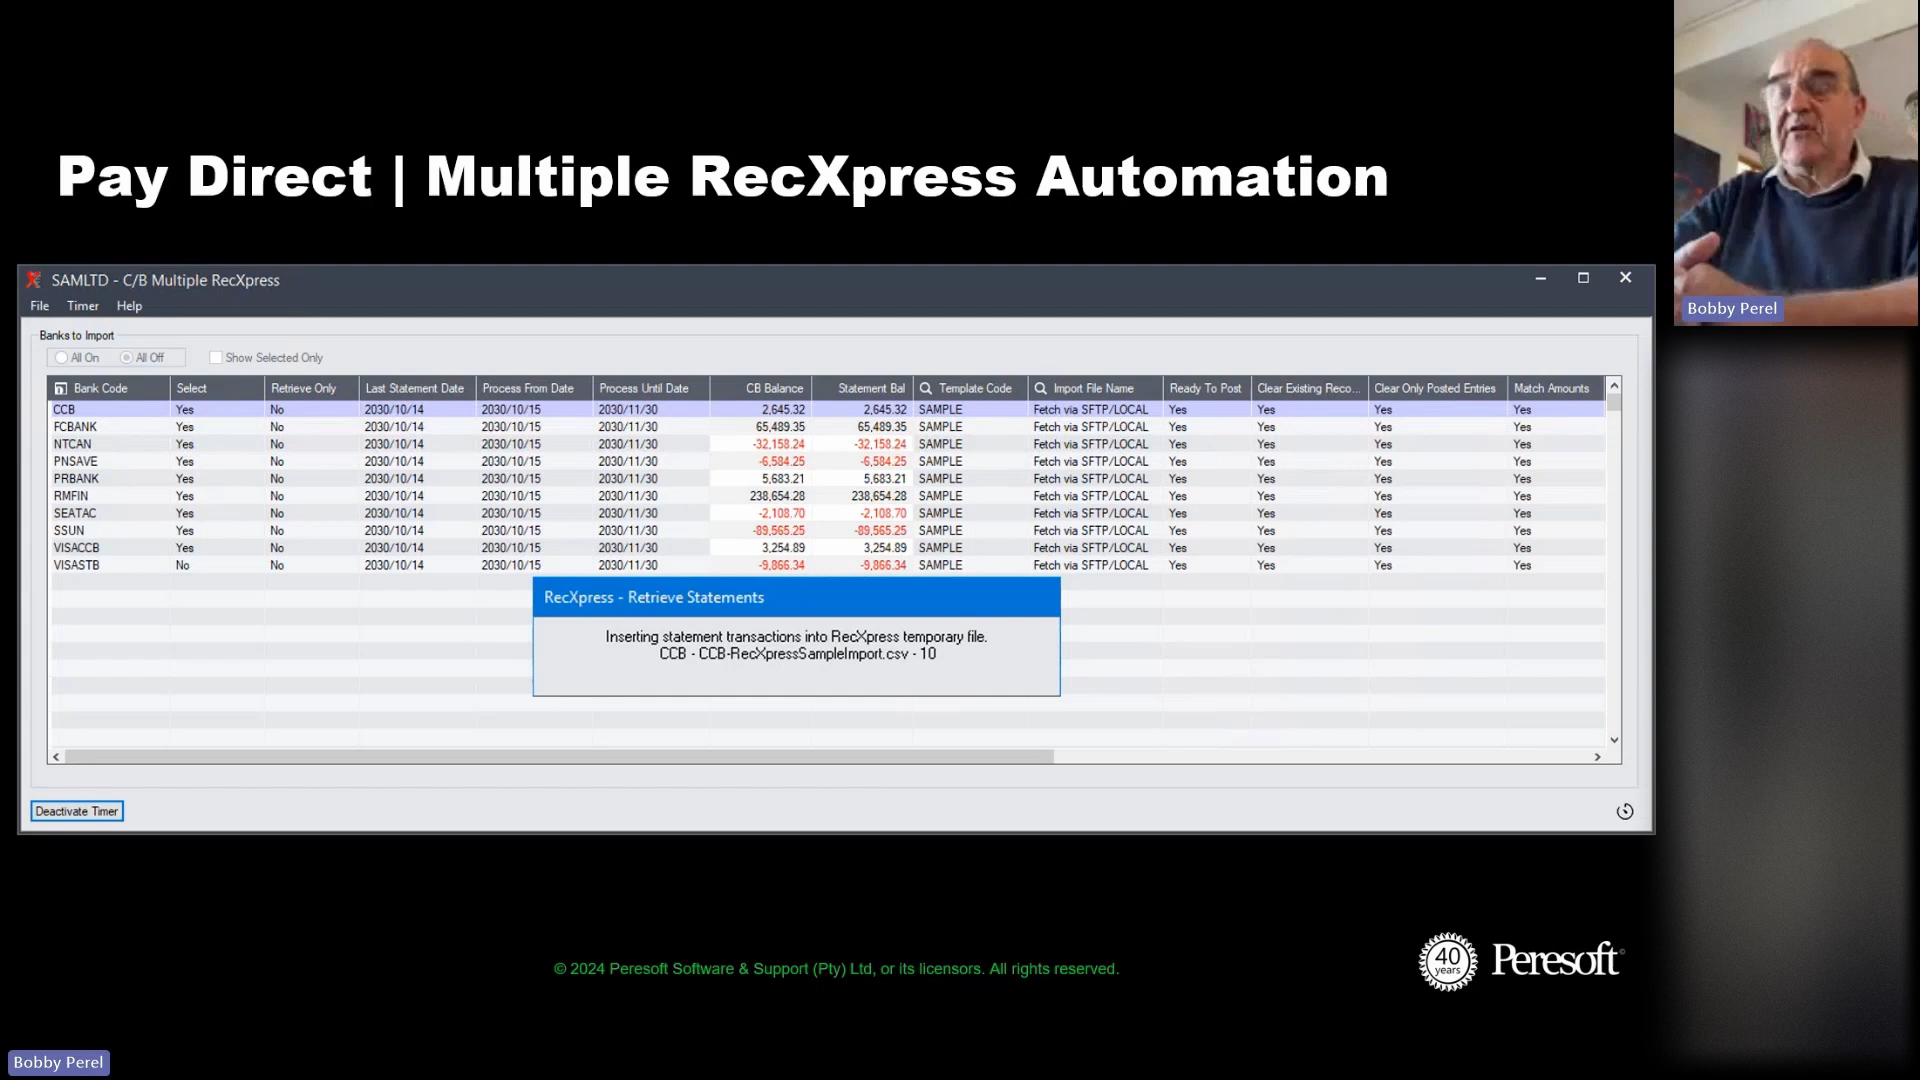 Pay Direct | Multiple RecXpress Automation
Bobby Perel
SAMLTD - C/B Multiple RecXpress
File Timer Help
Banks to Import
All On All Off Show Selected Only
Bank Code Select Retrieve Only Last Statement Date Process From Date Process Until Date CB Balance Statement Bal Template Code Import File Name Ready To Post Clear Existing Reco... Clear Only Posted Entries Match Amounts
CCB Yes No 2030/10/14 2030/10/15 2030/11/30 2,645.32 2,645.32 SAMPLE Fetch via SFTP/LOCAL Yes Yes Yes Yes
FCBANK Yes No 2030/10/14 2030/10/15 2030/11/30 65,489.35 65,489.35 SAMPLE Fetch via SFTP/LOCAL Yes Yes Yes Yes
NTCAN Yes No 2030/10/14 2030/10/15 2030/11/30 -32,158.24 -32,158.24 SAMPLE Fetch via SFTP/LOCAL Yes Yes Yes Yes
PNSAVE Yes No 2030/10/14 2030/10/15 2030/11/30 -6,584.25 -6,584.25 SAMPLE Fetch via SFTP/LOCAL Yes Yes Yes Yes
PRBANK Yes No 2030/10/14 2030/10/15 2030/11/30 5,683.21 5,683.21 SAMPLE Fetch via SFTP/LOCAL Yes Yes Yes Yes
RMFIN Yes No 2030/10/14 2030/10/15 2030/11/30 238,654.28 238,654.28 SAMPLE Fetch via SFTP/LOCAL Yes Yes Yes Yes
SEATAC Yes No 2030/10/14 2030/10/15 2030/11/30 -2,108.70 -2,108.70 SAMPLE Fetch via SFTP/LOCAL Yes Yes Yes Yes
SSUN Yes No 2030/10/14 2030/10/15 2030/11/30 -89,565.25 -89,565.25 SAMPLE Fetch via SFTP/LOCAL Yes Yes Yes Yes
VISACCB Yes No 2030/10/14 2030/10/15 2030/11/30 3,254.89 3,254.89 SAMPLE Fetch via SFTP/LOCAL Yes Yes Yes Yes
VISASTB No No 2030/10/14 2030/10/15 2030/11/30 -9,866.34 -9,866.34 SAMPLE Fetch via SFTP/LOCAL Yes Yes Yes Yes
RecXpress - Retrieve Statements
Inserting statement transactions into RecXpress temporary file.
CCB - CCB-RecXpressSampleImport.csv - 10
Deactivate Timer
© 2024 Peresoft Software & Support (Pty) Ltd, or its licensors. All rights reserved.
40 years
Peresoft
Bobby Perel